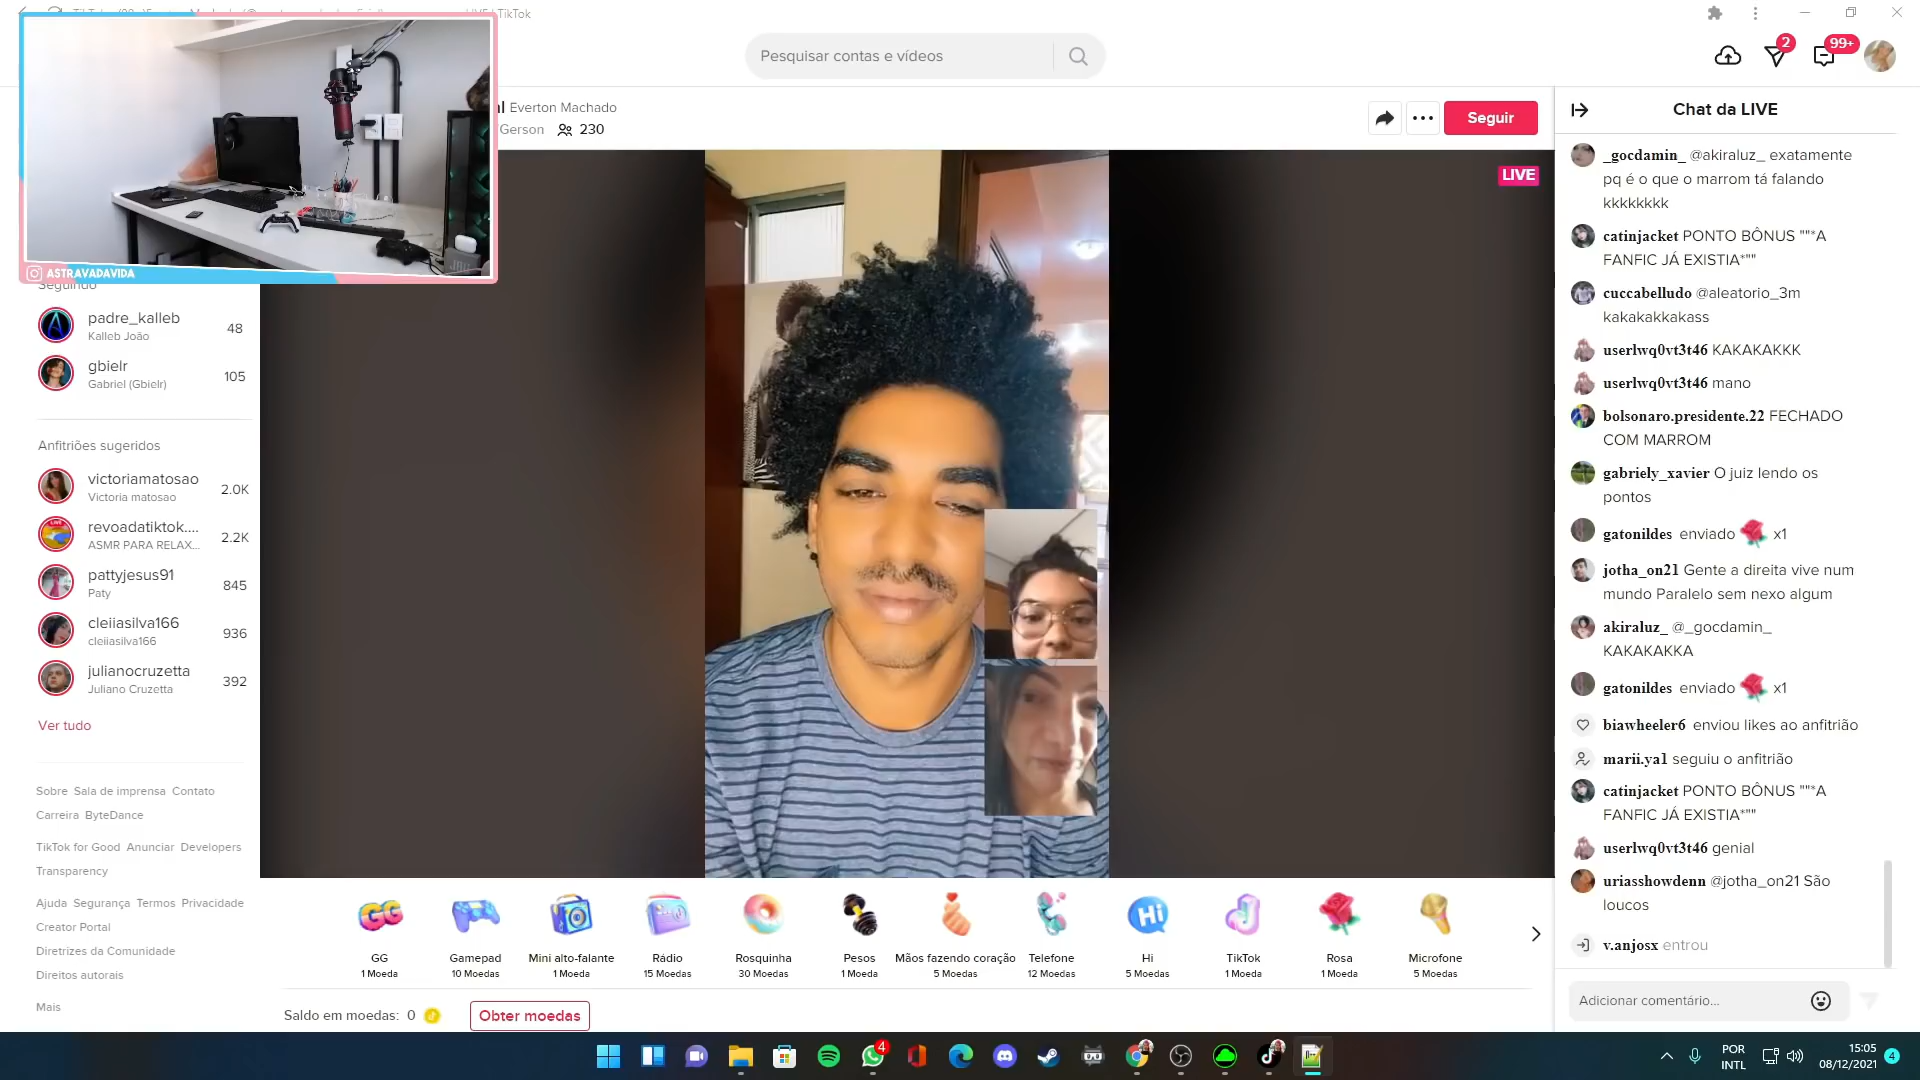 LIVE | TikTok
Pesquisar contas e vídeos
2
99+
ASTRAVADAVIDA
Everton Machado
Gerson 230
Seguir
LIVE
Seguindo
padre_kalleb
Kalleb João
48
gbielr
Gabriel (Gbielr)
105
Anfitriões sugeridos
victoriamatosao
Victoria matosao
2.0K
revoadatiktok....
ASMR PARA RELAX...
2.2K
pattyjesus91
Paty
845
cleiiasilva166
cleiiasilva166
936
julianocruzetta
Juliano Cruzetta
392
Ver tudo
Sobre Sala de imprensa Contato
Carreira ByteDance
TikTok for Good Anunciar Developers
Transparency
Ajuda Segurança Termos Privacidade
Creator Portal
Diretrizes da Comunidade
Direitos autorais
Mais
GG
1 Moeda
Gamepad
10 Moedas
Mini alto-falante
1 Moeda
Rádio
15 Moedas
Rosquinha
30 Moedas
Pesos
1 Moeda
Mãos fazendo coração
5 Moedas
Telefone
12 Moedas
Hi
Hi
5 Moedas
TikTok
1 Moeda
Rosa
1 Moeda
Microfone
5 Moedas
Saldo em moedas: 0
Obter moedas
Chat da LIVE
_gocdamin_ @akiraluz_ exatamente
pq é o que o marrom tá falando
kkkkkkkk
catinjacket PONTO BÔNUS ""*A
FANFIC JÁ EXISTIA*""
cuccabelludo @aleatorio_3m
kakakakkakass
userlwq0vt3t46 KAKAKAKKK
userlwq0vt3t46 mano
bolsonaro.presidente.22 FECHADO
COM MARROM
gabriely_xavier O juiz lendo os
pontos
gatonildes enviado x1
jotha_on21 Gente a direita vive num
mundo Paralelo sem nexo algum
akiraluz_ @_gocdamin_
KAKAKAKKA
gatonildes enviado x1
biawheeler6 enviou likes ao anfitrião
marii.ya1 seguiu o anfitrião
catinjacket PONTO BÔNUS ""*A
FANFIC JÁ EXISTIA*""
userlwq0vt3t46 genial
uriasshowdenn @jotha_on21 São
loucos
v.anjosx entrou
Adicionar comentário...
4
POR
INTL
15:05
08/12/2021
4